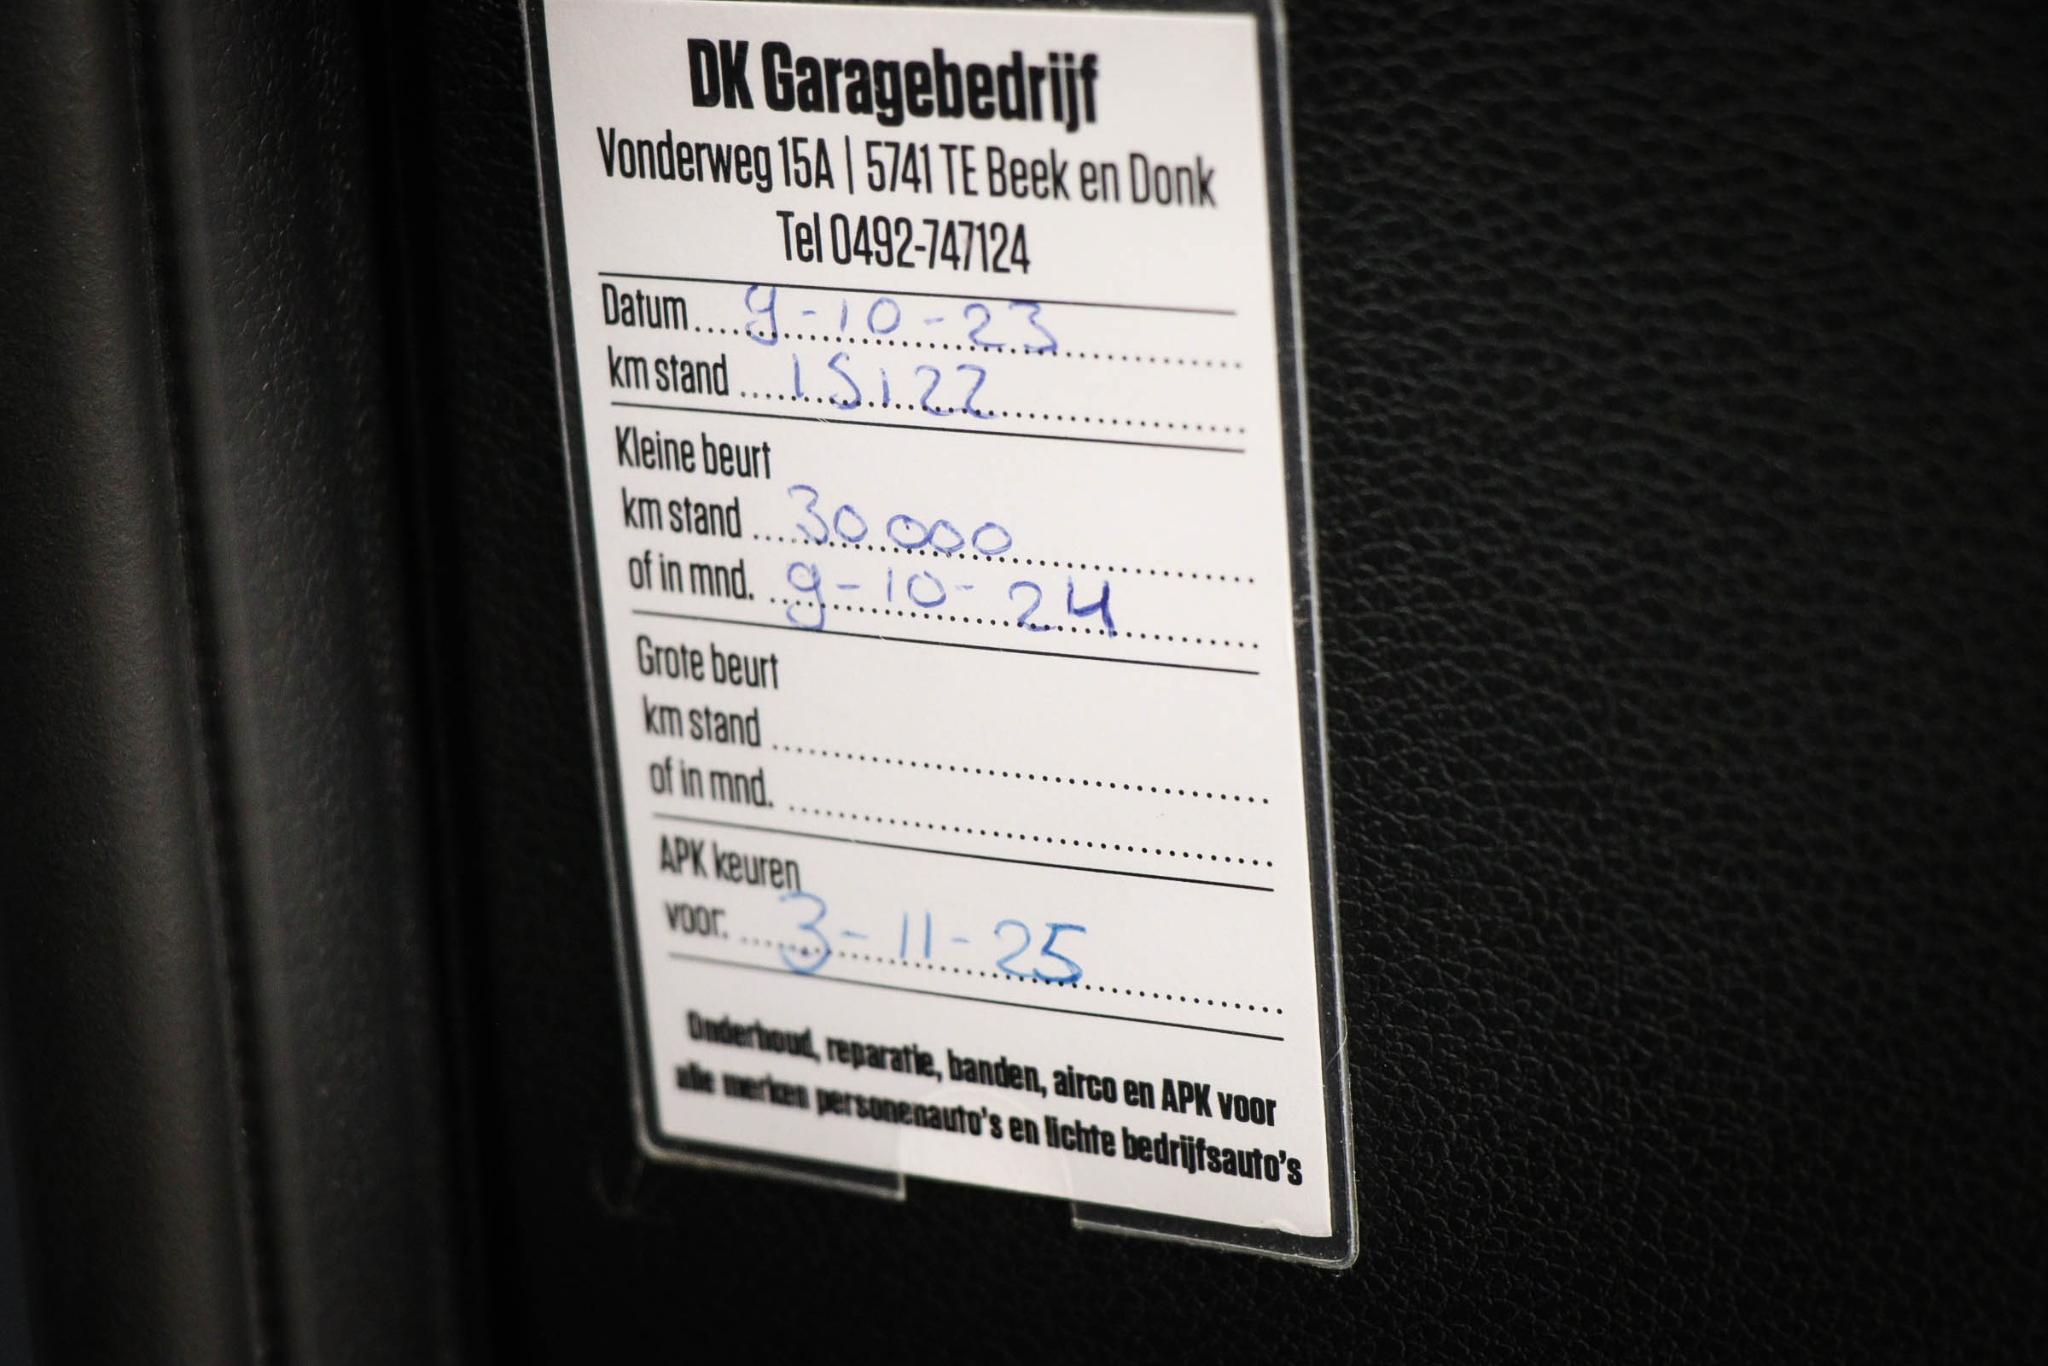 DK Garagebedrijf
Vonderweg 15A | 5741 TE Beek en Donk
Tel 0492-747124
Datum 9-10-23
km stand 15122
Kleine beurt
km stand 30 000
of in mnd. 9-10-24
Grote beurt
km stand
of in mnd.
APK keuren
voor: 3-11-25
Onderhoud, reparatie, banden, airco en APK voor
alle merken personenauto's en lichte bedrijfsauto's